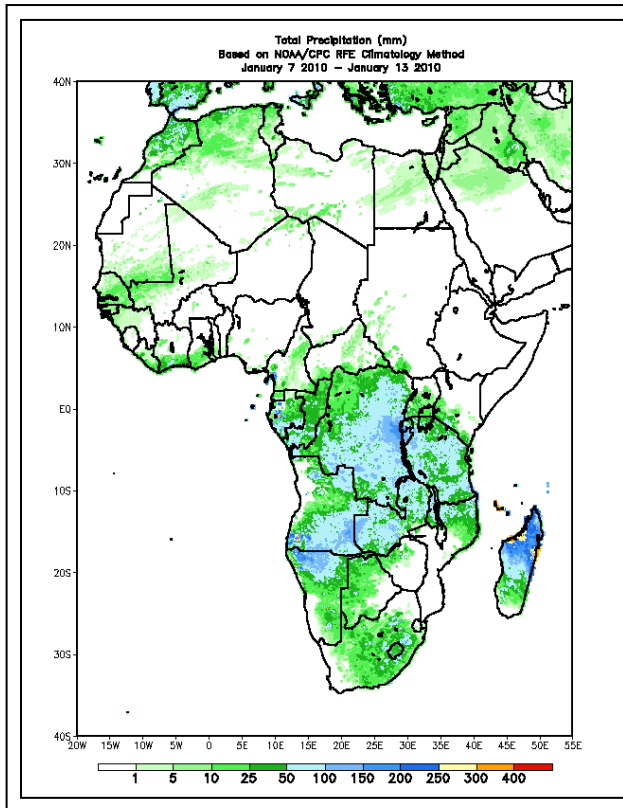 Total Precipitation (mm)
Based on NOAA/CPC RFE Climatology Method
January 7 2010 – January 13 2010
40N
30N
20N
10N
EQ
10S
20S
30S
40S
20W 15W 10W 5W 0 5E 10E 15E 20E 25E 30E 35E 40E 45E 50E 55E
1 5 10 25 50 100 150 200 250 300 400